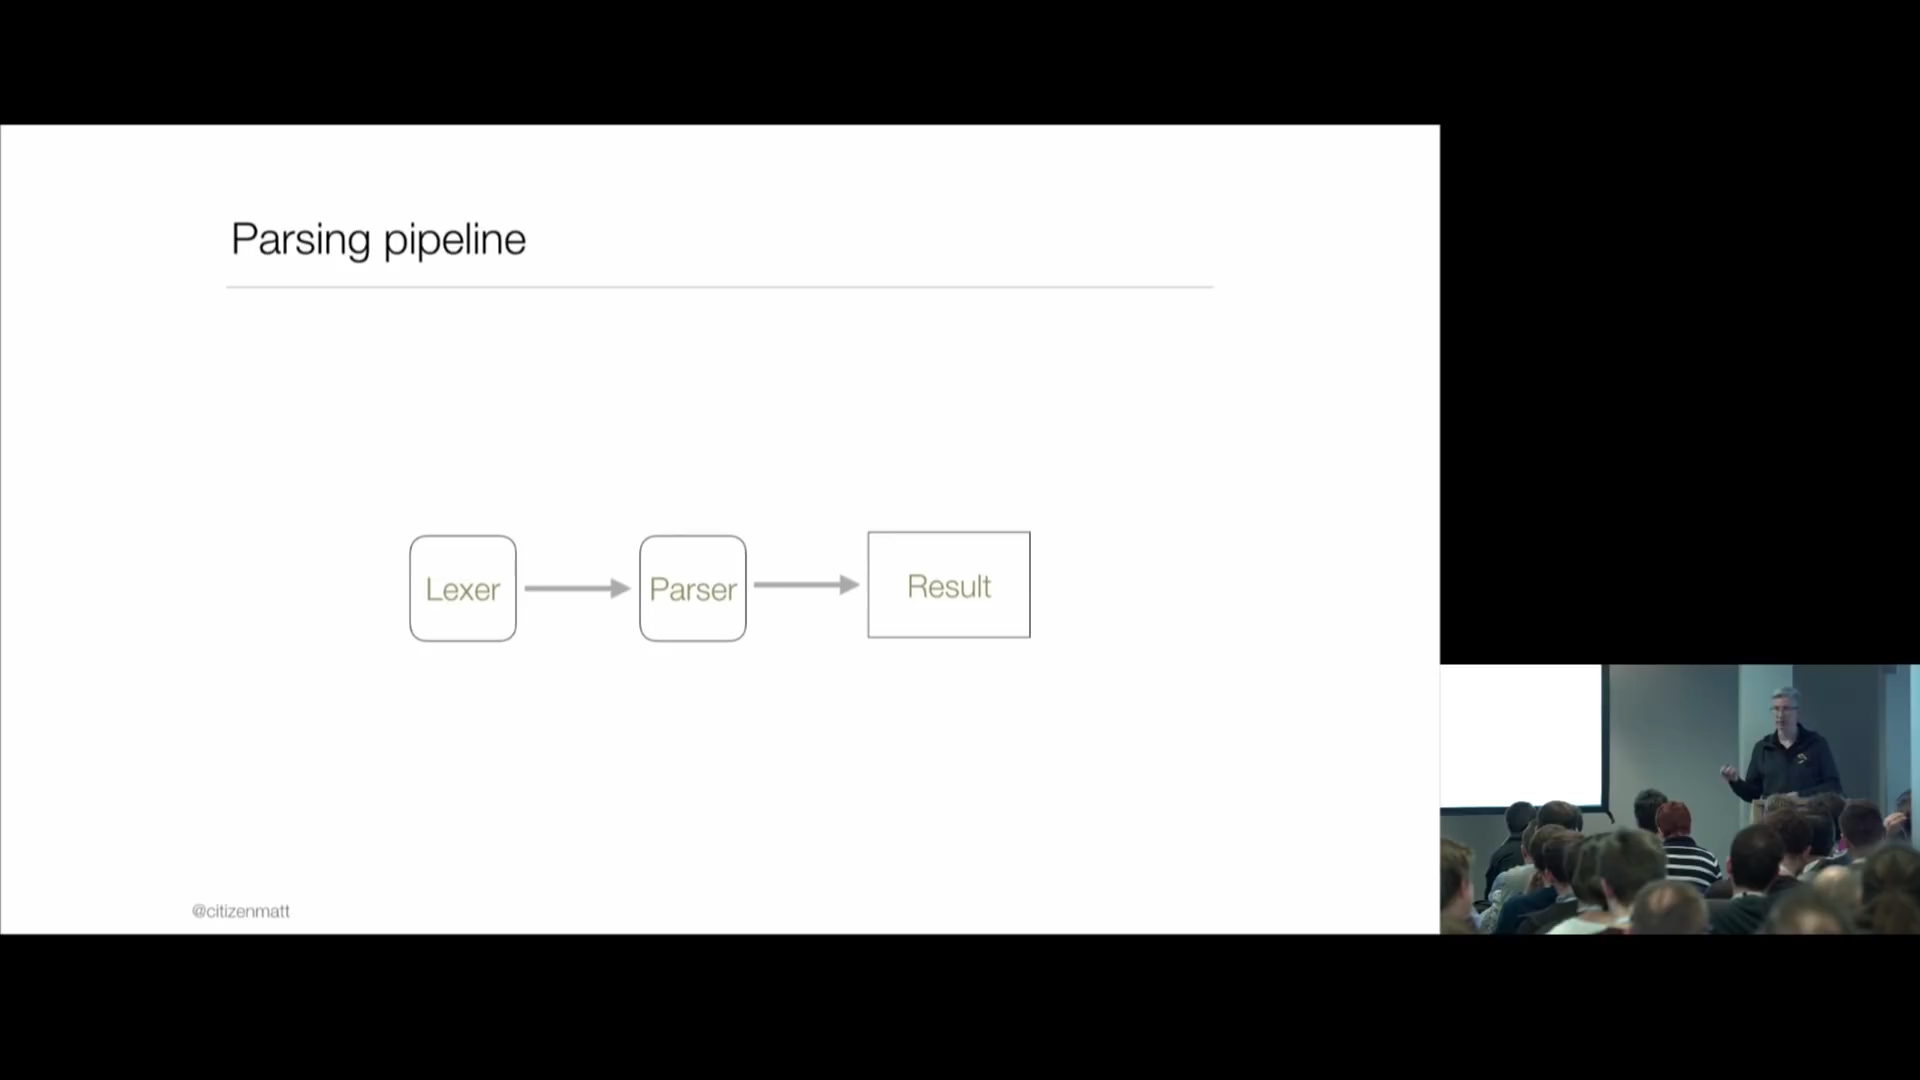 Parsing pipeline
Lexer
Parser
Result
@citizenmatt